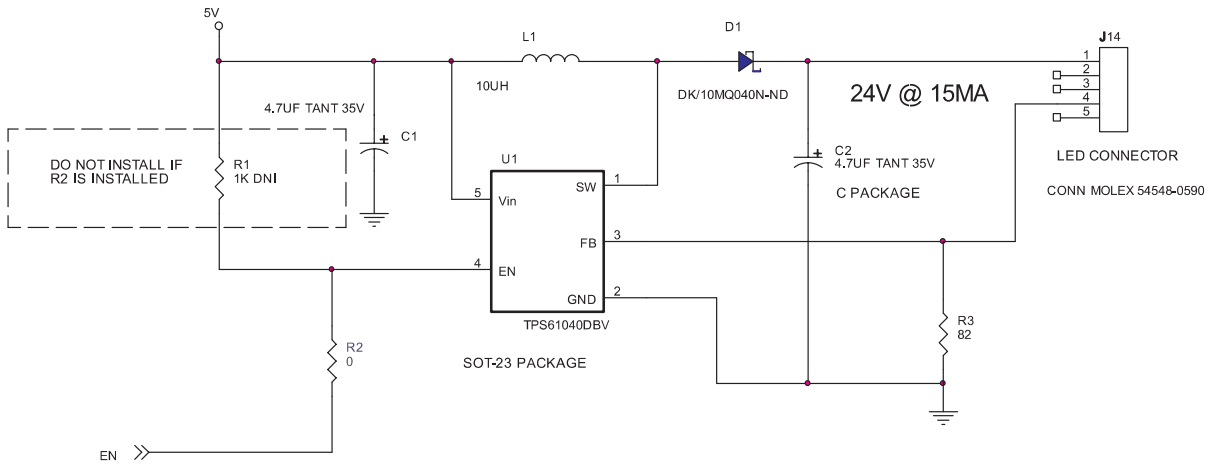 5V
L1
10UH
D1
DK/10MQ040N-ND
J14
1
2
3
4
5
24V @ 15MA
LED CONNECTOR
CONN MOLEX 54548-0590
4.7UF TANT 35V
C1
DO NOT INSTALL IF
R2 IS INSTALLED
R1
1K DNI
U1
5
Vin
4
EN
SW
1
FB
3
GND
2
TPS61040DBV
SOT-23 PACKAGE
C2
4.7UF TANT 35V
C PACKAGE
R2
0
R3
82
EN